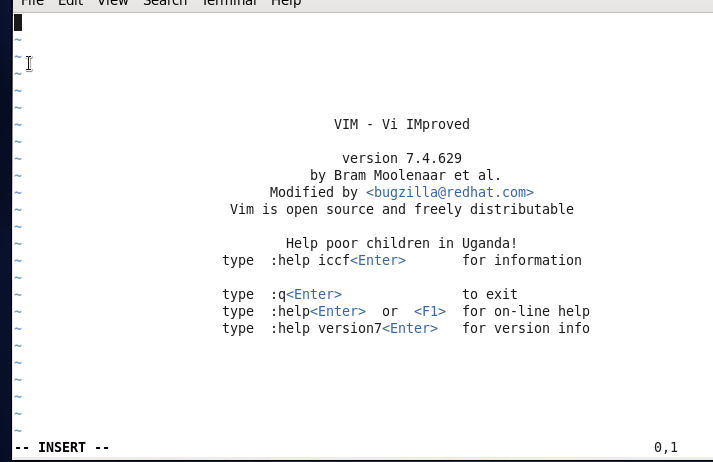 File Edit View Search Terminal Help
~
~
~
~
~
VIM - Vi IMproved
~
~
version 7.4.629
~
by Bram Moolenaar et al.
~
Modified by <bugzilla@redhat.com>
~
Vim is open source and freely distributable
~
~
Help poor children in Uganda!
~
type :help iccf<Enter> for information
~
~
type :q<Enter> to exit
~
type :help<Enter> or <F1> for on-line help
~
type :help version7<Enter> for version info
~
~
~
~
~
~
~
-- INSERT -- 0,1